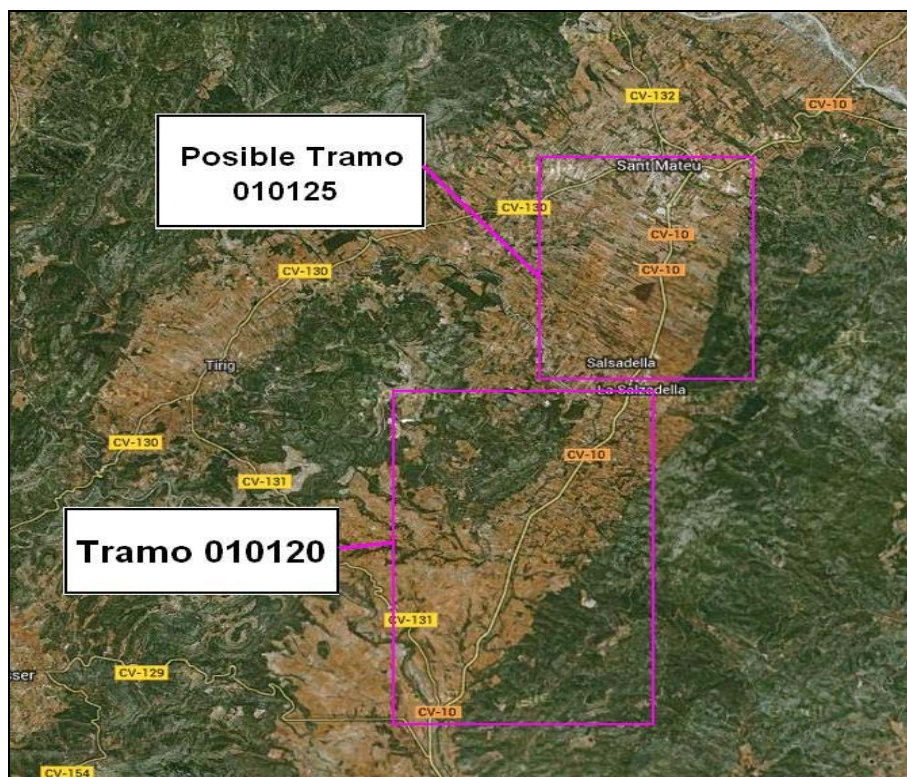 CV-132
CV-10
Posible Tramo
010125
Sant Mateu
CV-130
CV-10
CV-10
CV-130
Salsadella
Tirig
La Salzadella
CV-130
CV-10
CV-131
Tramo 010120
CV-131
sser
CV-129
CV-10
CV-154